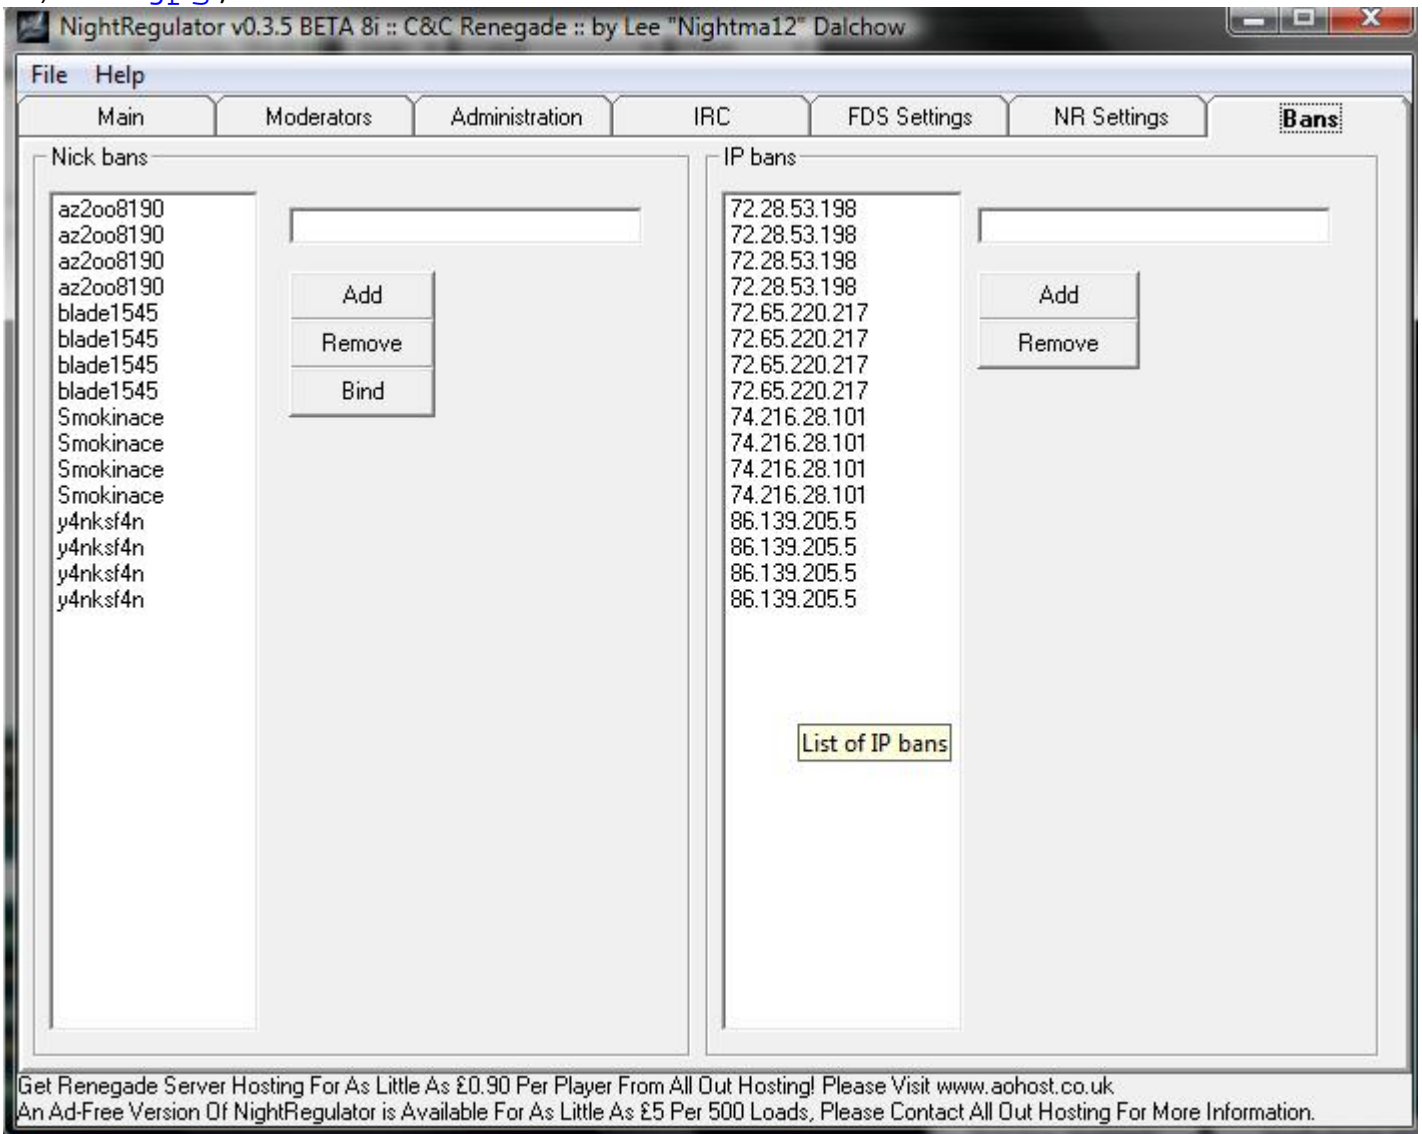 NightRegulator v0.3.5 BETA 8i :: C&C Renegade :: by Lee "Nightma12" Dalchow
File Help
Main Moderators Administration IRC FDS Settings NR Settings Bans
Nick bans
az2oo8190
az2oo8190
az2oo8190
az2oo8190
blade1545
blade1545
blade1545
blade1545
Smokinace
Smokinace
Smokinace
Smokinace
y4nksf4n
y4nksf4n
y4nksf4n
y4nksf4n
Add
Remove
Bind
IP bans
72.28.53.198
72.28.53.198
72.28.53.198
72.28.53.198
72.65.220.217
72.65.220.217
72.65.220.217
72.65.220.217
74.216.28.101
74.216.28.101
74.216.28.101
74.216.28.101
86.139.205.5
86.139.205.5
86.139.205.5
86.139.205.5
Add
Remove
List of IP bans
Get Renegade Server Hosting For As Little As £0.90 Per Player From All Out Hosting! Please Visit www.aohost.co.uk
An Ad-Free Version Of NightRegulator is Available For As Little As £5 Per 500 Loads, Please Contact All Out Hosting For More Information.